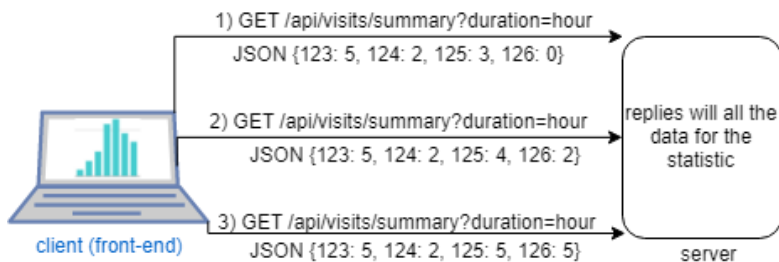 1) GET /api/visits/summary?duration=hour
JSON {123: 5, 124: 2, 125: 3, 126: 0}
2) GET /api/visits/summary?duration=hour
JSON {123: 5, 124: 2, 125: 4, 126: 2}
3) GET /api/visits/summary?duration=hour
JSON {123: 5, 124: 2, 125: 5, 126: 5}
client (front-end)
replies will all the
data for the
statistic
server